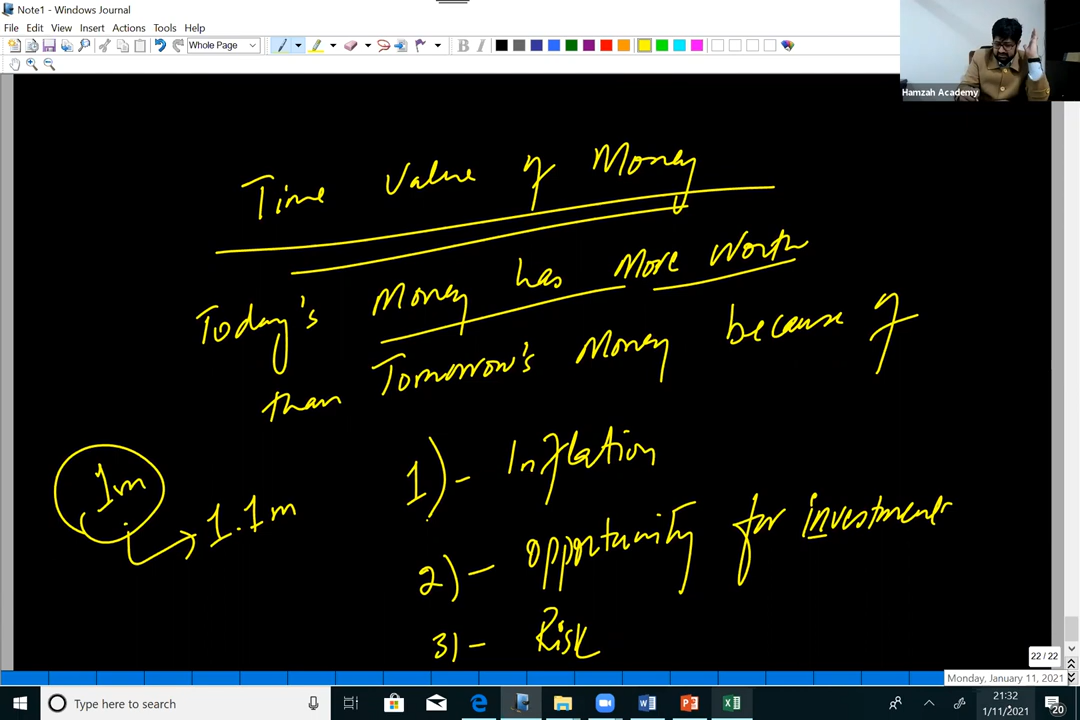 Note1 - Windows Journal
File Edit View Insert Actions Tools Help
Whole Page
B I
Hamzah Academy
Time Value of Money
Today's Money has More Worth
than Tomorrow's Money because of
1)- Inflation
1m
1.1m
2)- opportunity for investment
3)- Risk
22 / 22
Monday, January 11, 2021
Type here to search
21:32
1/11/2021
20